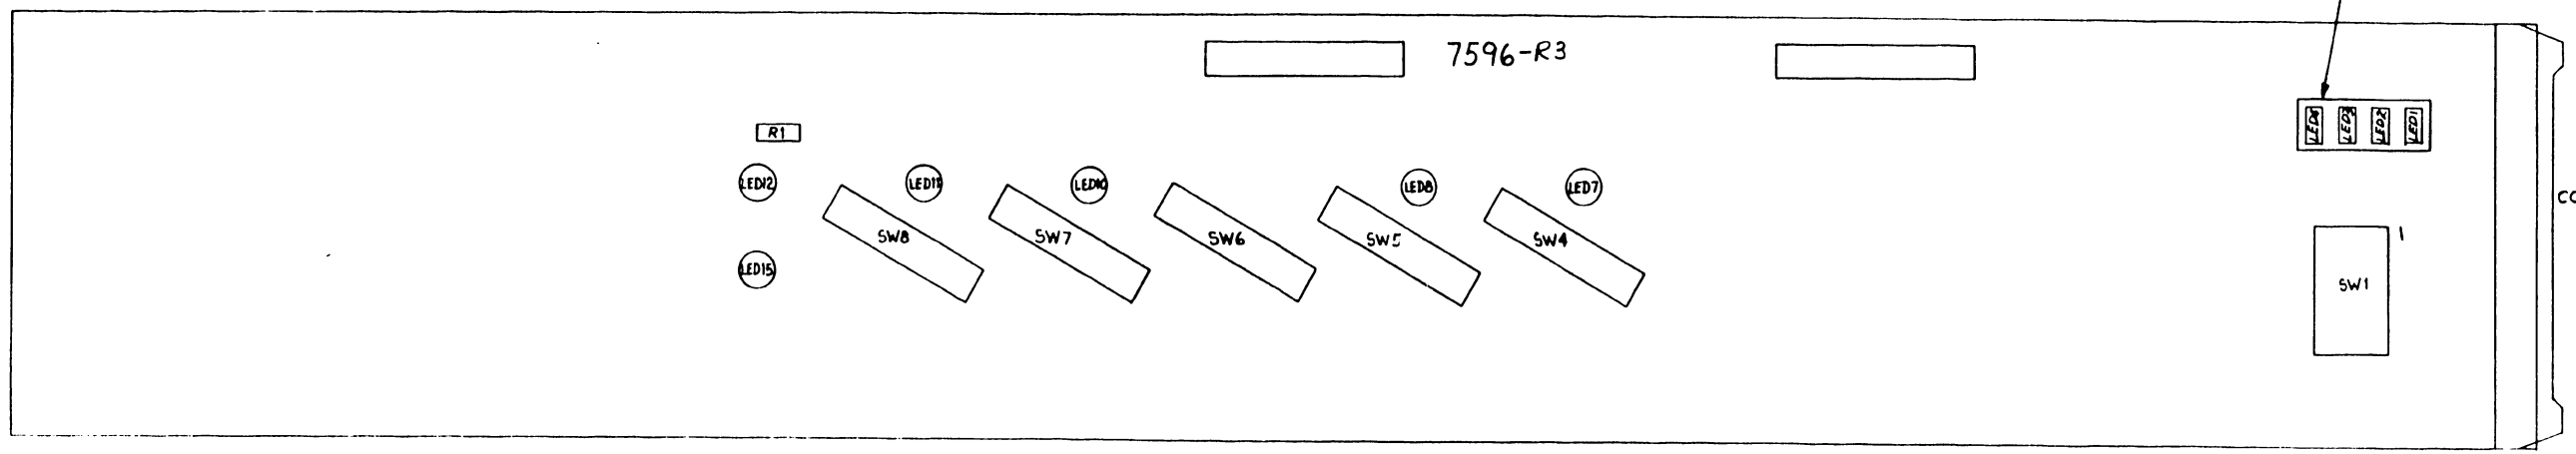 7596-R3
R1
LED4 LED3 LED2 LED1
LED12 LED11 LED10 LED8 LED7
SW8 SW7 SW6 SW5 SW4
LED15
1
SW1